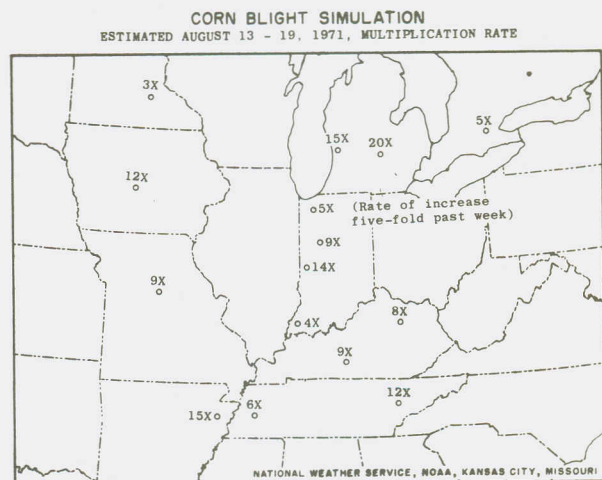 CORN BLIGHT SIMULATION
ESTIMATED AUGUST 13 - 19, 1971, MULTIPLICATION RATE
3X
5X
15X
20X
12X
5X
(Rate of increase
five-fold past week)
9X
14X
9X
4X
8X
9X
12X
15X
6X
NATIONAL WEATHER SERVICE, NOAA, KANSAS CITY, MISSOURI